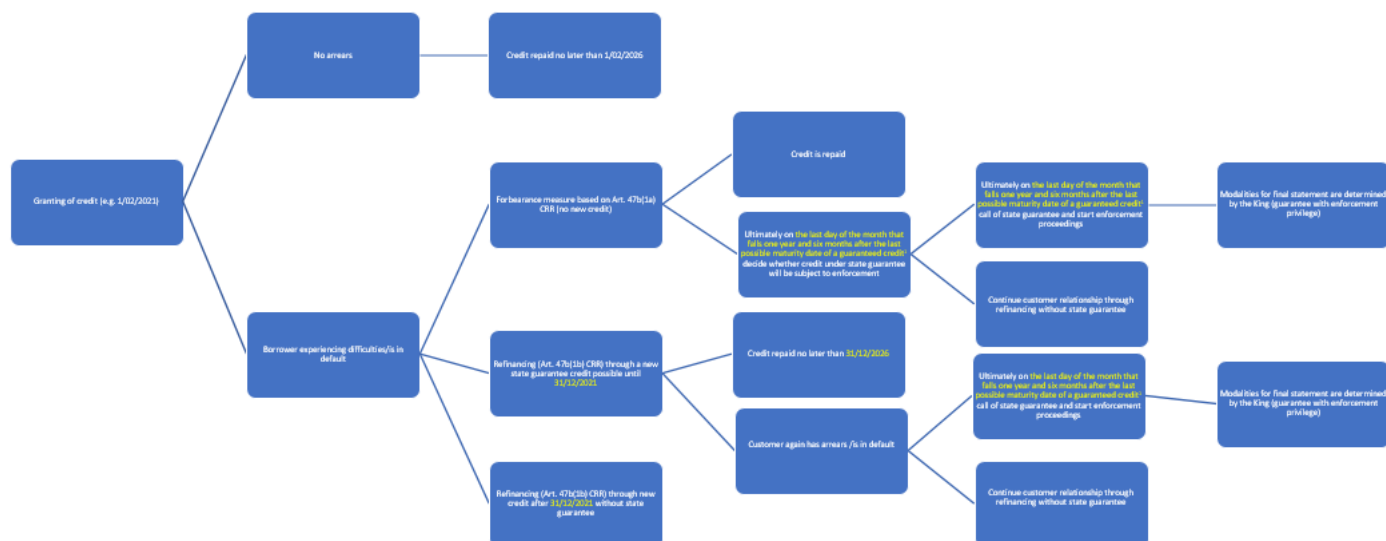 No arrears
Credit repaid no later than 1/02/2026
Granting of credit (e.g. 1/02/2021)
Forbearance measure based on Art. 47b(1a)
CRR (no new credit)
Credit is repaid
Ultimately on the last day of the month that
falls one year and six months after the last
possible maturity date of a guaranteed credit¹
decide whether credit under state guarantee
will be subject to enforcement
Ultimately on the last day of the month that
falls one year and six months after the last
possible maturity date of a guaranteed credit¹
call of state guarantee and start enforcement
proceedings
Modalities for final statement are determined
by the King (guarantee with enforcement
privilege)
Continue customer relationship through
refinancing without state guarantee
Borrower experiencing difficulties/is in
default
Refinancing (Art. 47b(1b) CRR) through a new
state guarantee credit possible until
31/12/2021
Credit repaid no later than 31/12/2026
Customer again has arrears /is in default
Ultimately on the last day of the month that
falls one year and six months after the last
possible maturity date of a guaranteed credit
call of state guarantee and start enforcement
proceedings
Modalities for final statement are determined
by the King (guarantee with enforcement
privilege)
Continue customer relationship through
refinancing without state guarantee
Refinancing (Art. 47b(1b) CRR) through new
credit after 31/12/2021 without state
guarantee